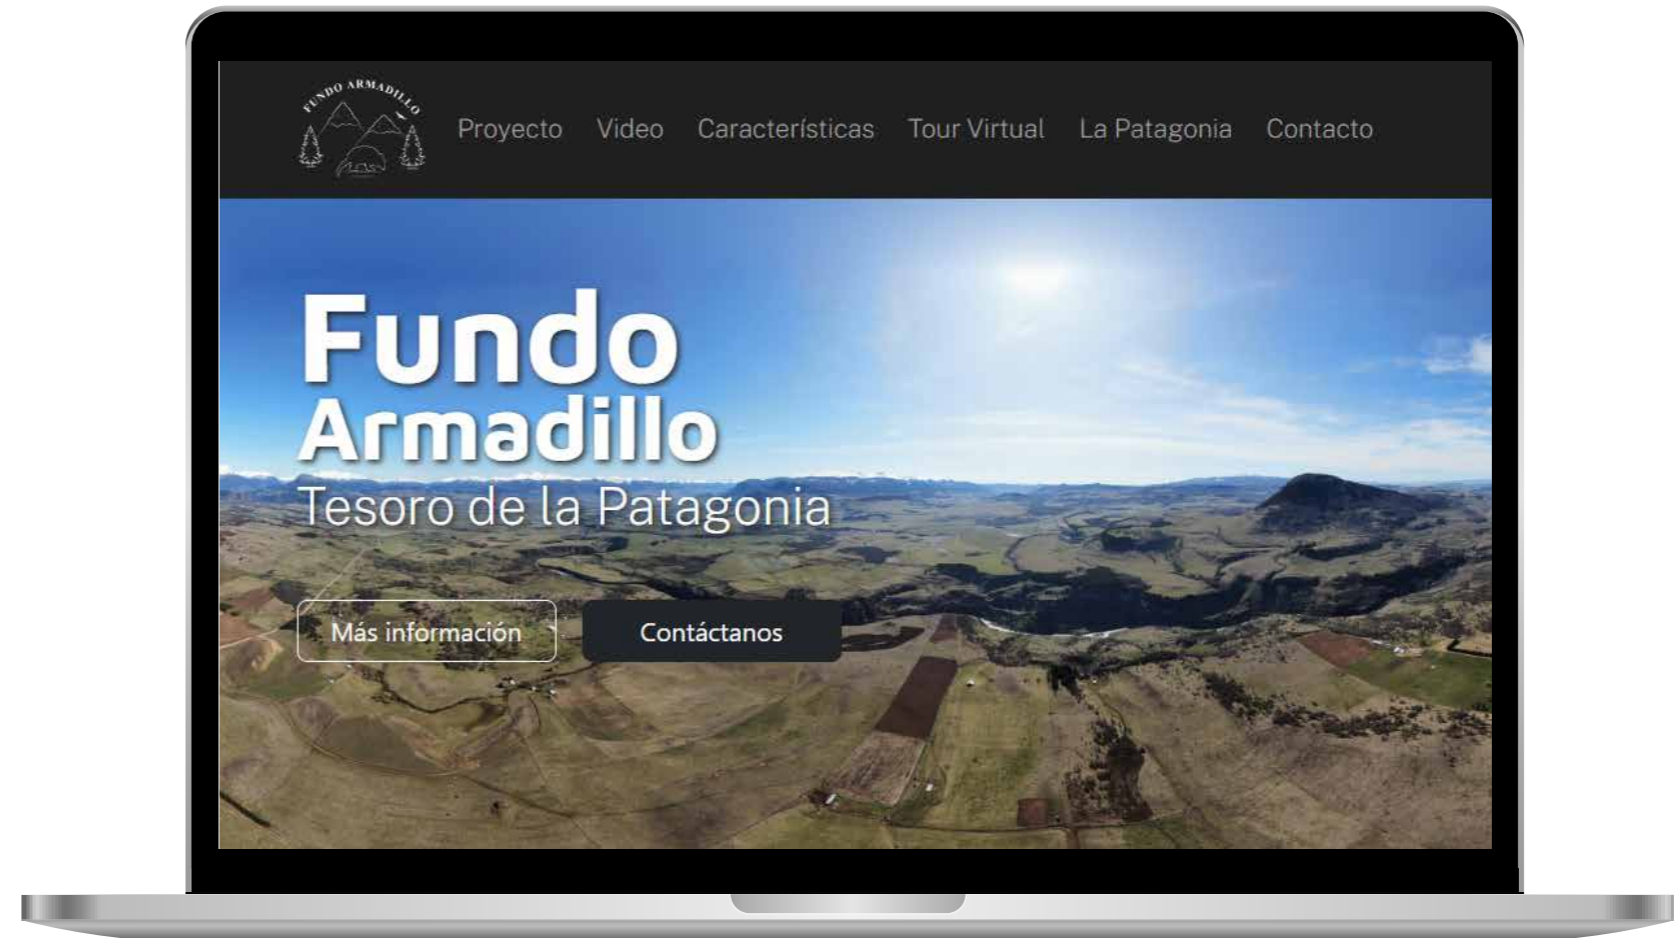 FUNDO ARMADILLO
Proyecto Video Características Tour Virtual La Patagonia Contacto
Fundo
Armadillo
Tesoro de la Patagonia
Más información Contáctanos